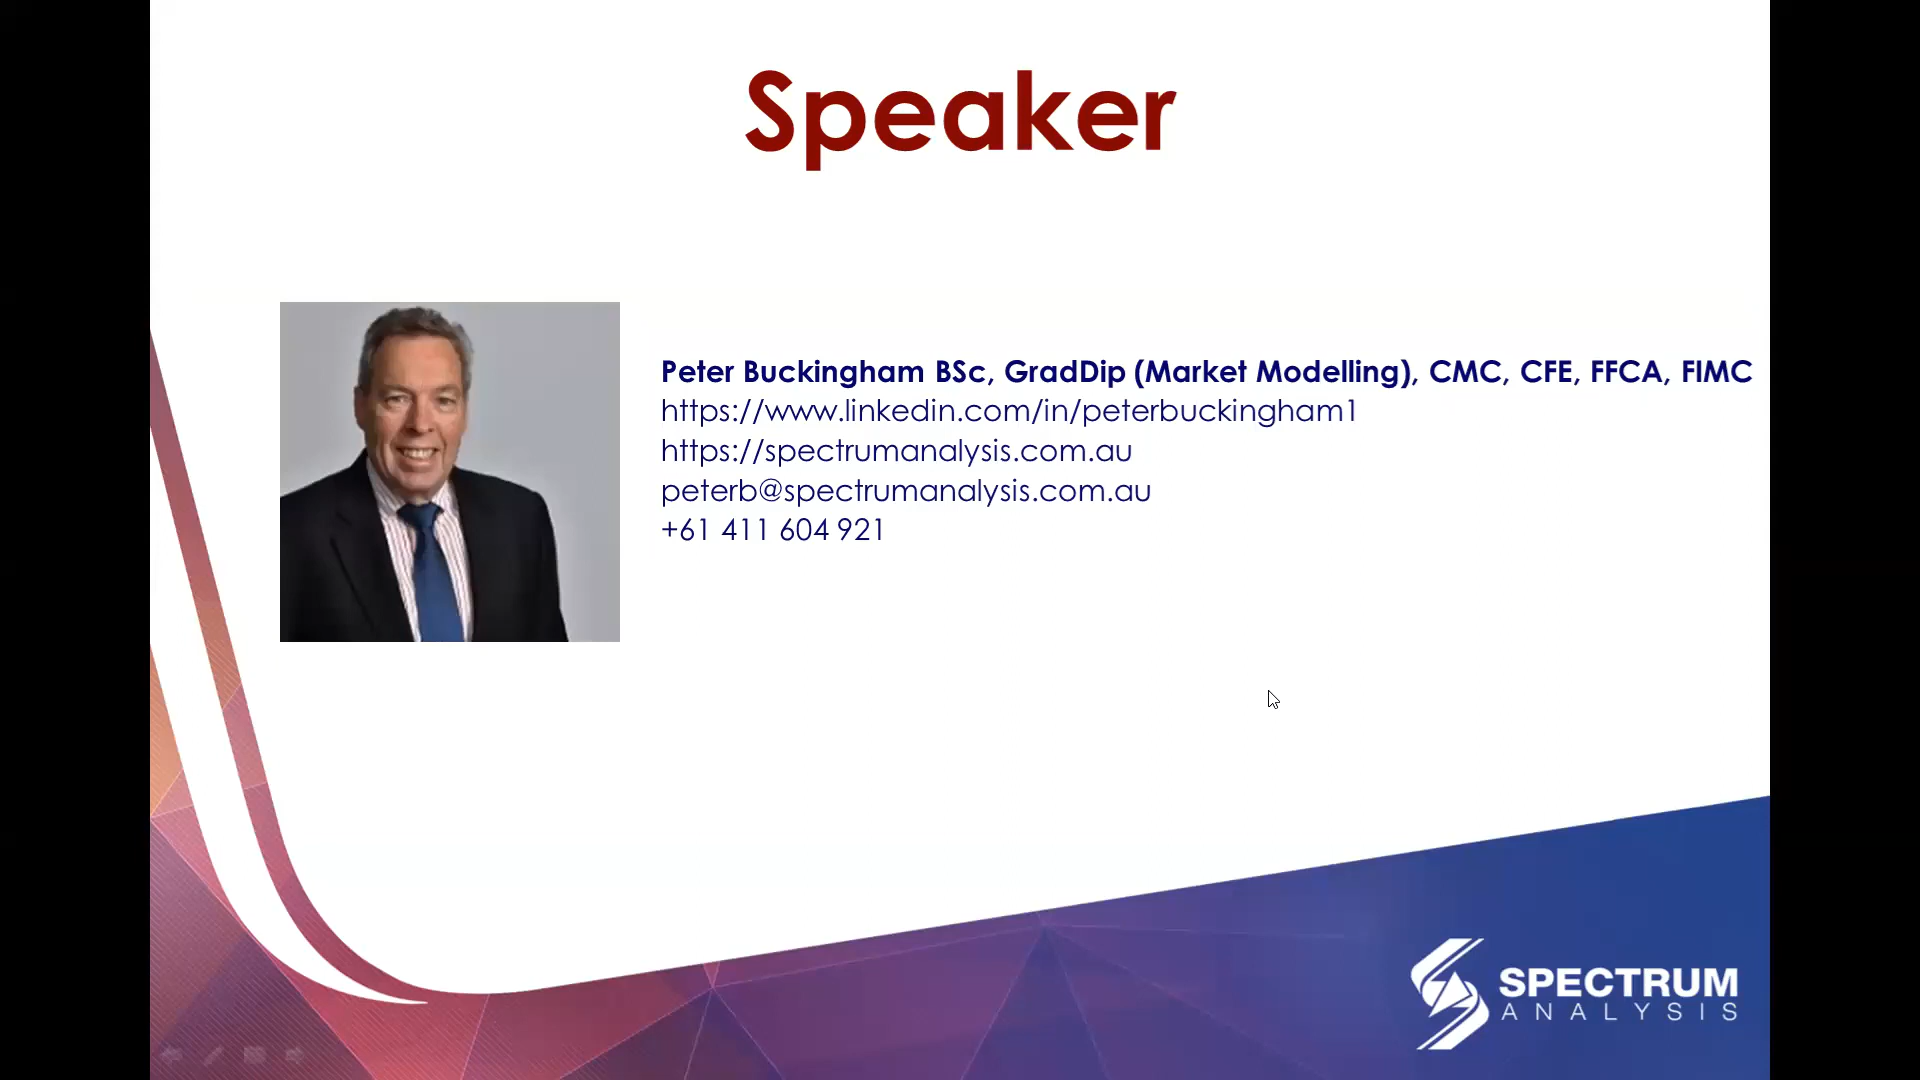 Speaker
Peter Buckingham BSc, GradDip (Market Modelling), CMC, CFE, FFCA, FIMC
https://www.linkedin.com/in/peterbuckingham1
https://spectrumanalysis.com.au
peterb@spectrumanalysis.com.au
+61 411 604 921
SPECTRUM
ANALYSIS